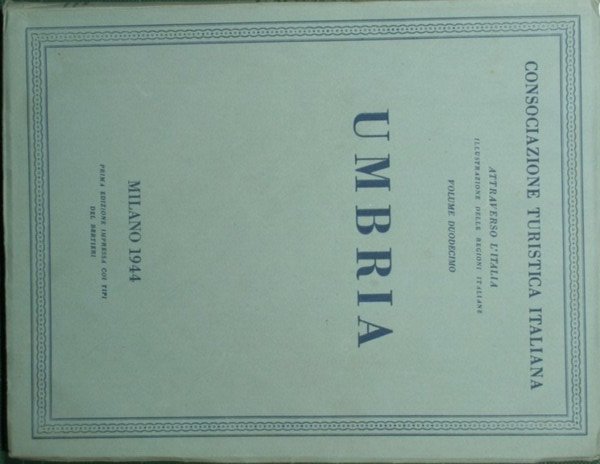 CONSOCIAZIONE TURISTICA ITALIANA
ATTRAVERSO L'ITALIA
ILLUSTRAZIONE DELLE REGIONI ITALIANE
VOLUME DUODECIMO
UMBRIA
MILANO 1944
PRIMA EDIZIONE IMPRESSA COI TIPI
DEL BERTIERI